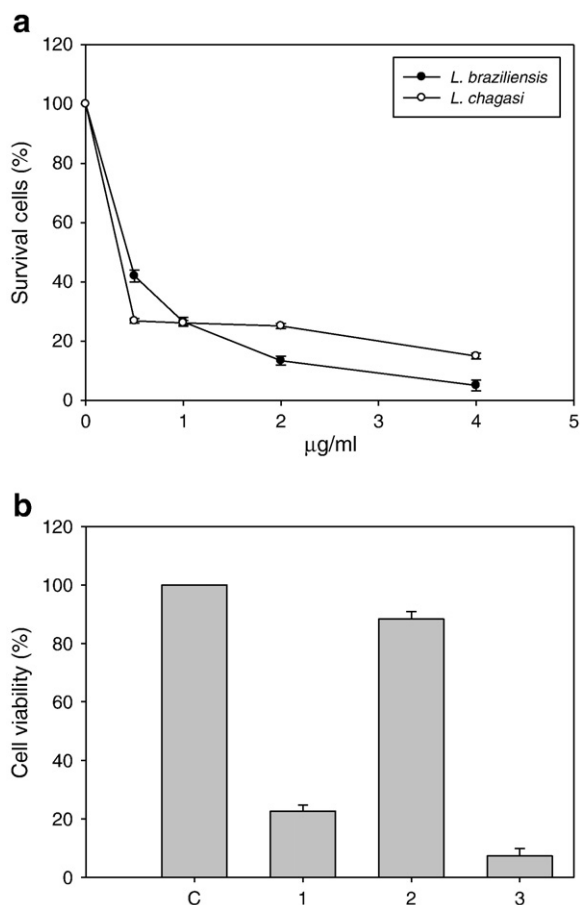 a
120
100
80
60
40
20
0
Survival cells (%)
L. braziliensis
L. chagasi
0 1 2 3 4 5
µg/ml
b
120
100
80
60
40
20
0
Cell viability (%)
C 1 2 3